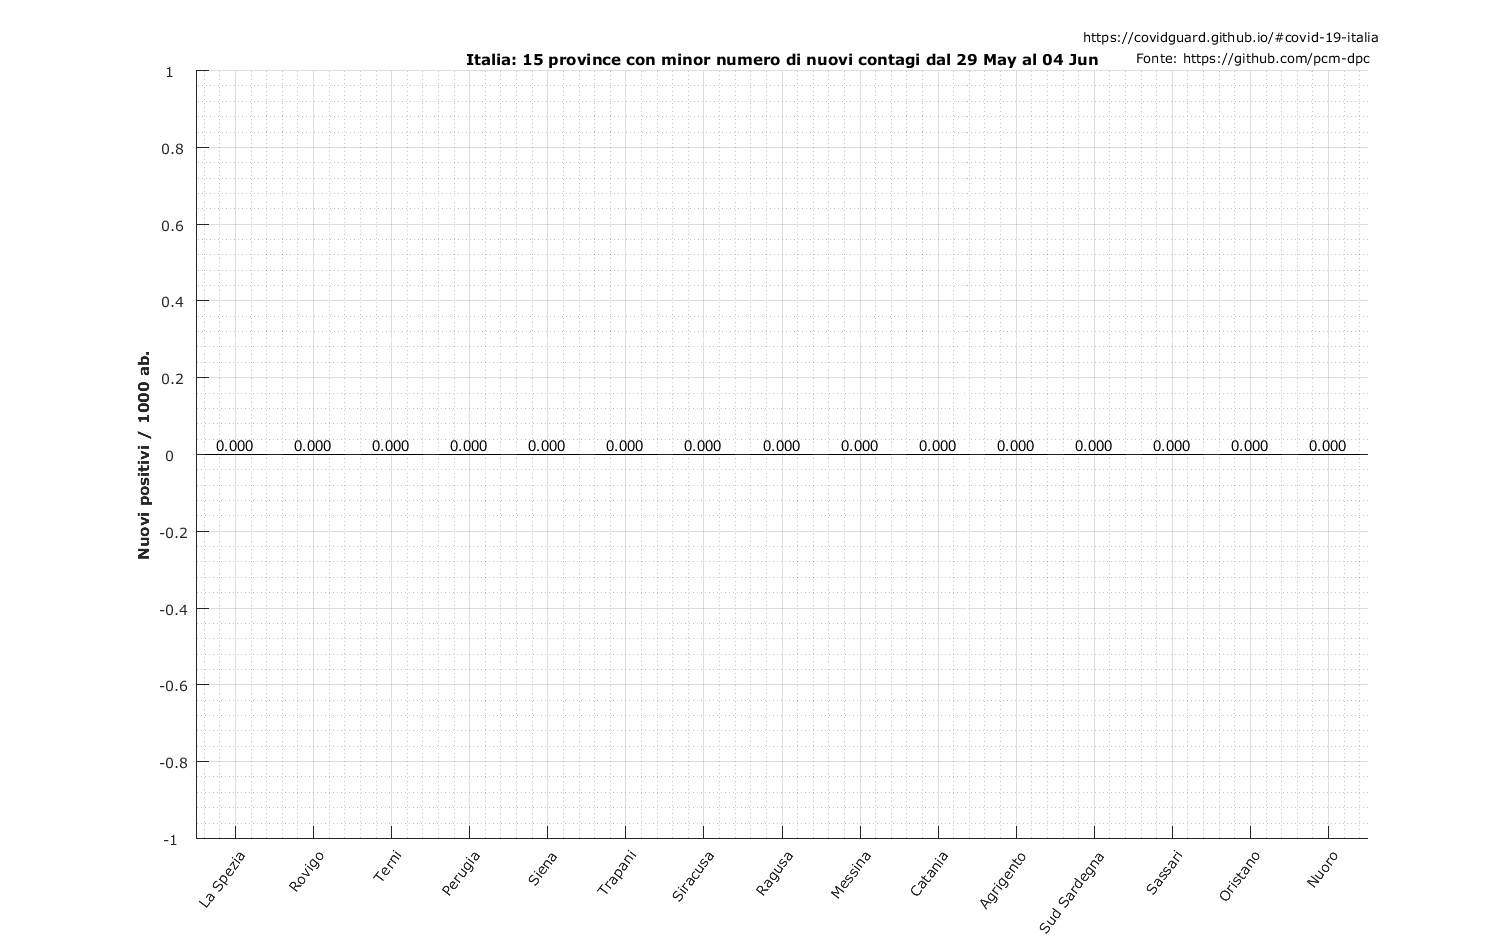 https://covidguard.github.io/#covid-19-italia
Italia: 15 province con minor numero di nuovi contagi dal 29 May al 04 Jun
Fonte: https://github.com/pcm-dpc
Nuovi positivi / 1000 ab.
1
0.8
0.6
0.4
0.2
0
-0.2
-0.4
-0.6
-0.8
-1
0.000 0.000 0.000 0.000 0.000 0.000 0.000 0.000 0.000 0.000 0.000 0.000 0.000 0.000 0.000
La Spezia
Rovigo
Terni
Perugia
Siena
Trapani
Siracusa
Ragusa
Messina
Catania
Agrigento
Sud Sardegna
Sassari
Oristano
Nuoro